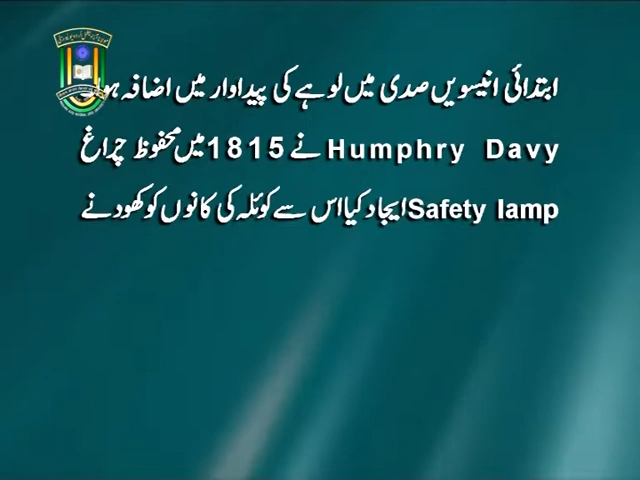 ابتدائی انیسویں صدی میں لوہے کی پیداوار میں اضافہ ہوا۔
Humphry Davy نے 1815 میں محفوظ چراغ
Safety lamp ایجاد کیا اس سے کوئلہ کی کانوں کو کھودنے